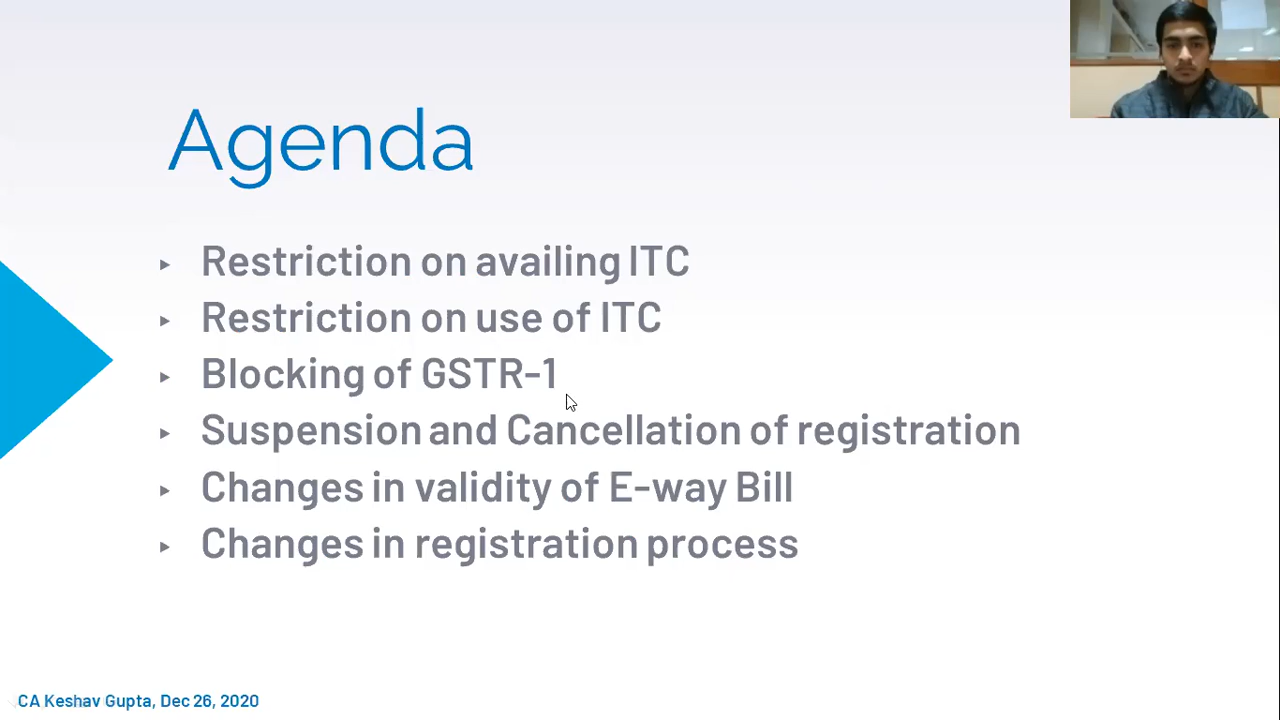 Agenda
Restriction on availing ITC
Restriction on use of ITC
Blocking of GSTR-1
Suspension and Cancellation of registration
Changes in validity of E-way Bill
Changes in registration process
CA Keshav Gupta, Dec 26, 2020